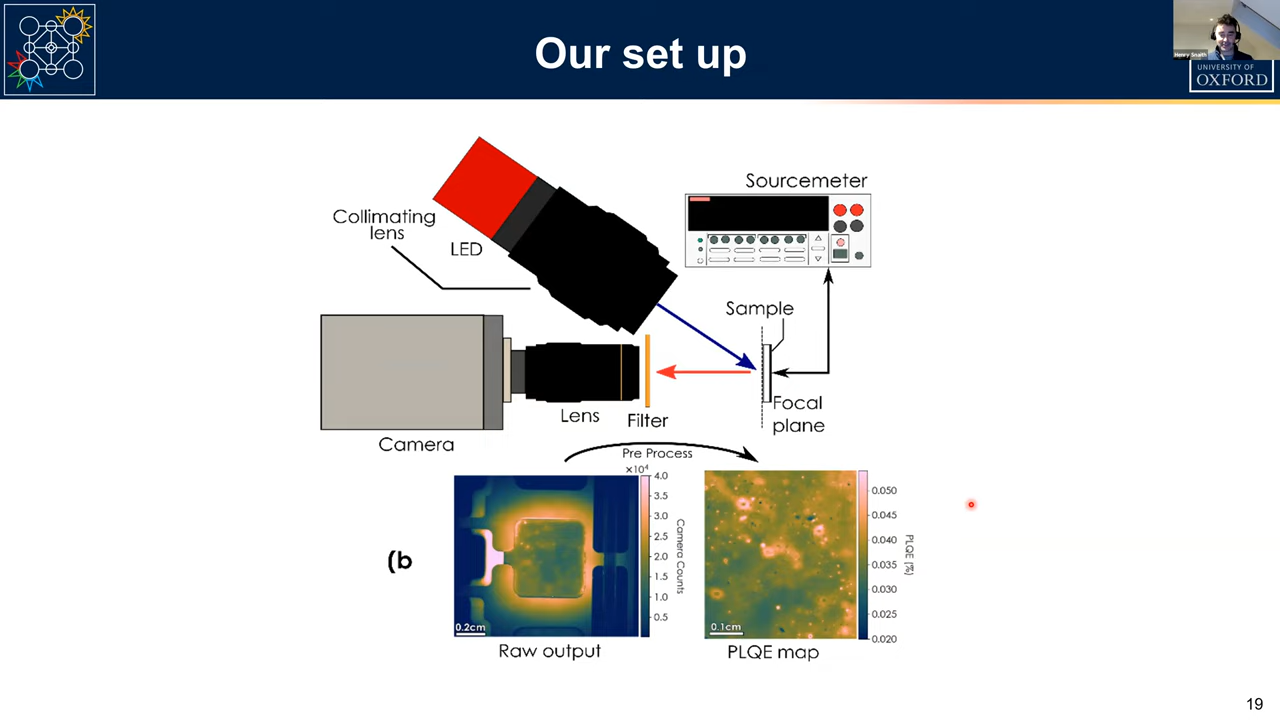 Our set up
Henry Snaith
UNIVERSITY OF
OXFORD
Sourcemeter
Collimating
lens
LED
Sample
Lens
Filter
Focal
plane
Camera
Pre Process
×10⁴
4.0
3.5
3.0
2.5
2.0
1.5
1.0
0.5
Camera Counts
0.2cm
Raw output
(b
0.050
0.045
0.040
0.035
0.030
0.025
0.020
PLQE (%)
0.1cm
PLQE map
19